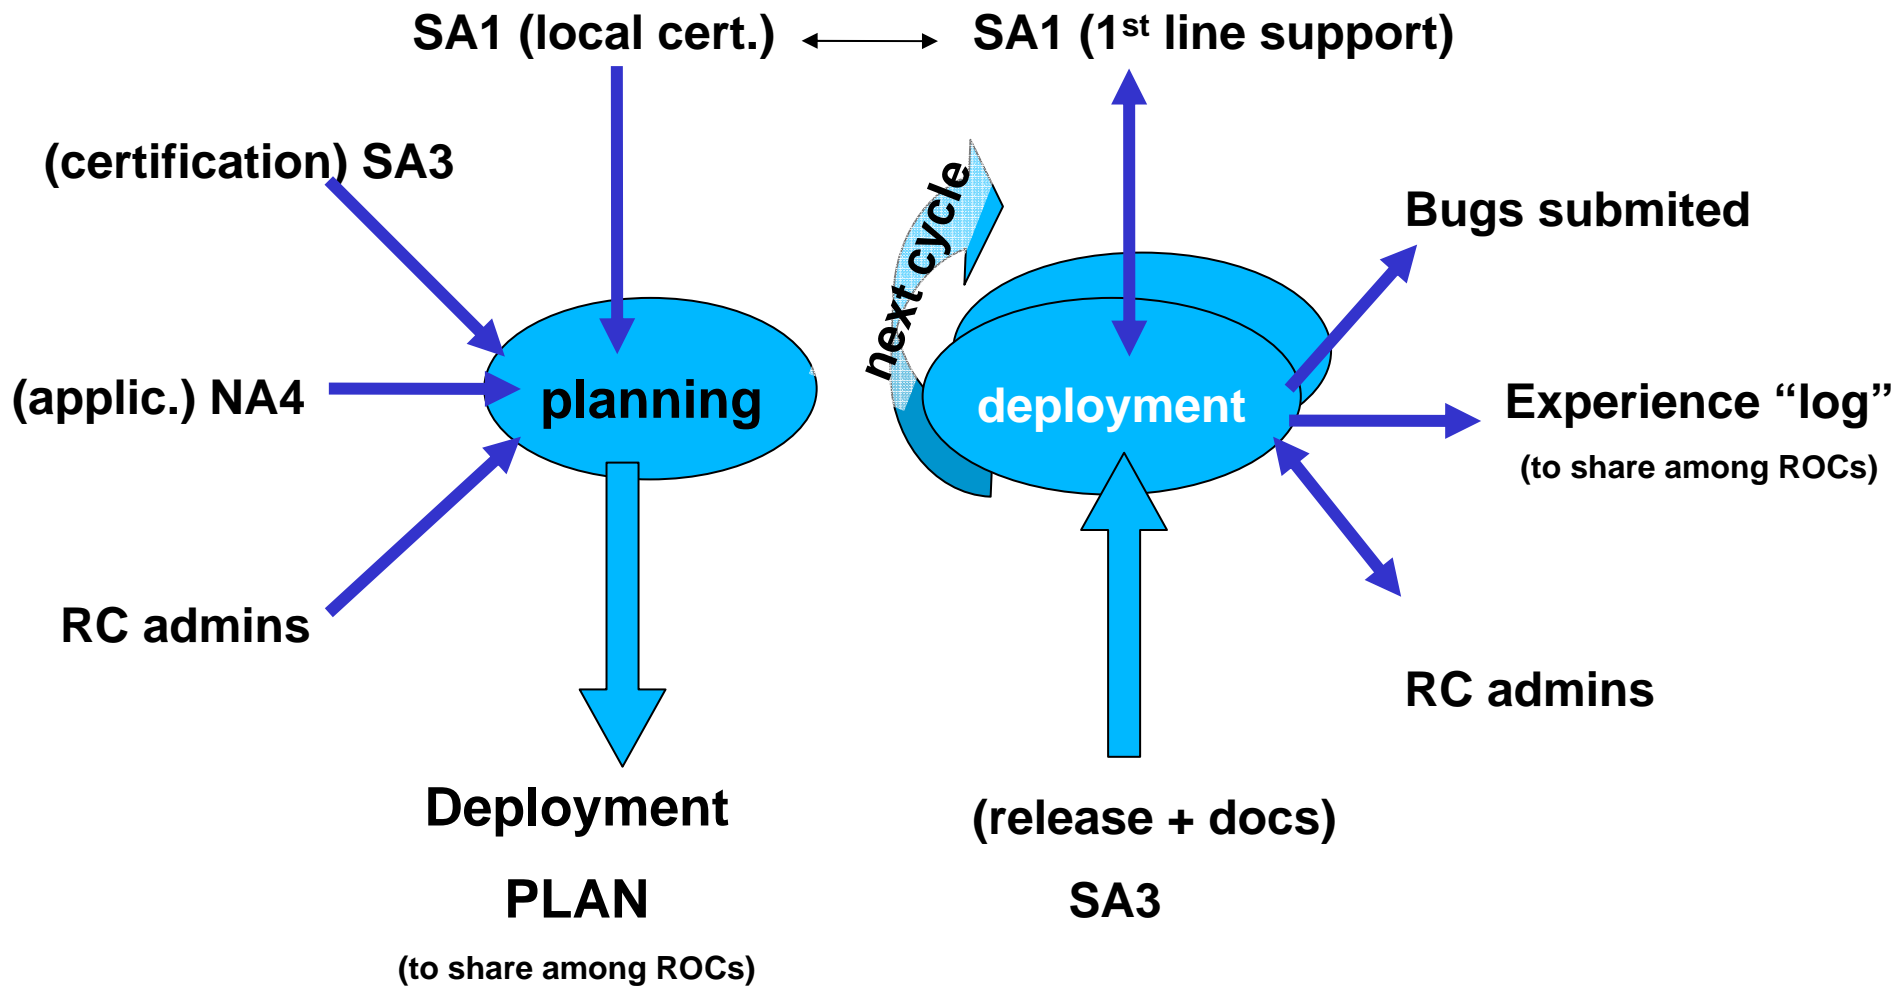 SA1 (local cert.)
SA1 (1st line support)
(certification) SA3
next cycle
Bugs submited
(applic.) NA4
planning
deployment
Experience “log”
(to share among ROCs)
RC admins
RC admins
Deployment
PLAN
(to share among ROCs)
(release + docs)
SA3